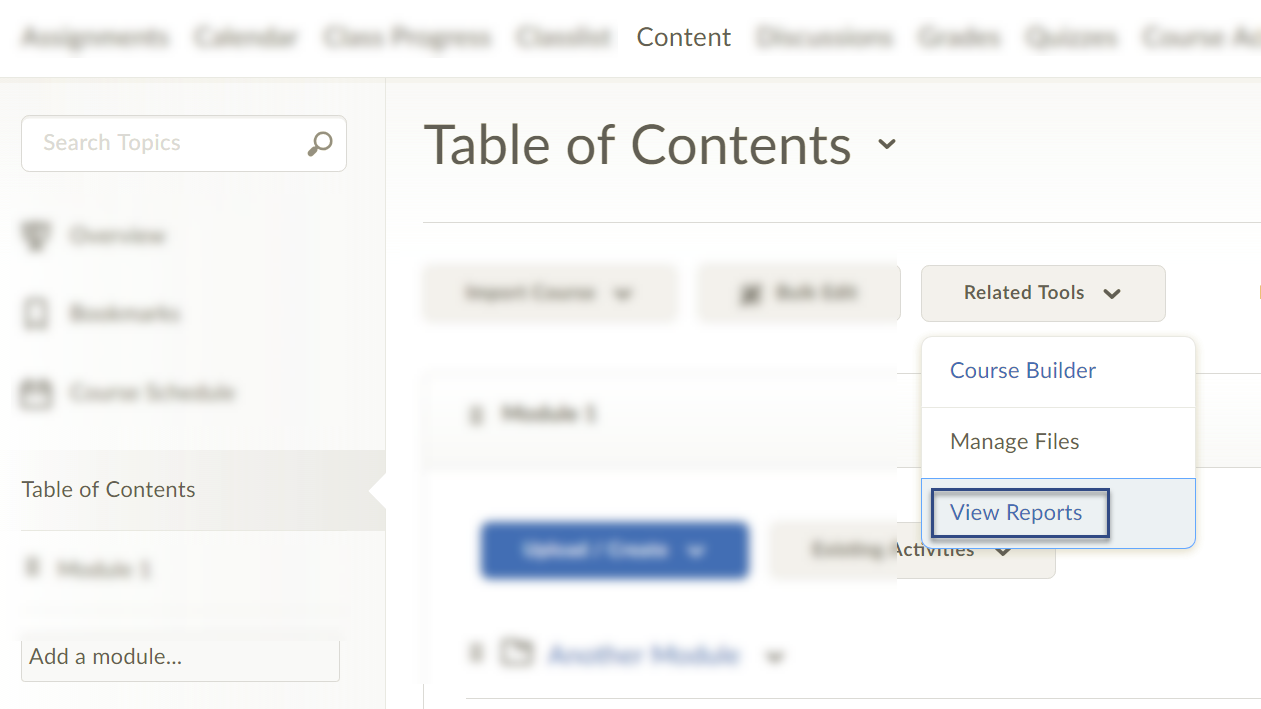 Assignments Calendar Class Progress Classlist Content Discussions Grades Quizzes
Search Topics
Table of Contents
Overview
Bookmarks
Course Schedule
Import Course
Bulk Edit
Related Tools
Course Builder
Manage Files
View Reports
Module 1
Table of Contents
Upload / Create
Existing Activities
Module 1
Add a module...
Another Module